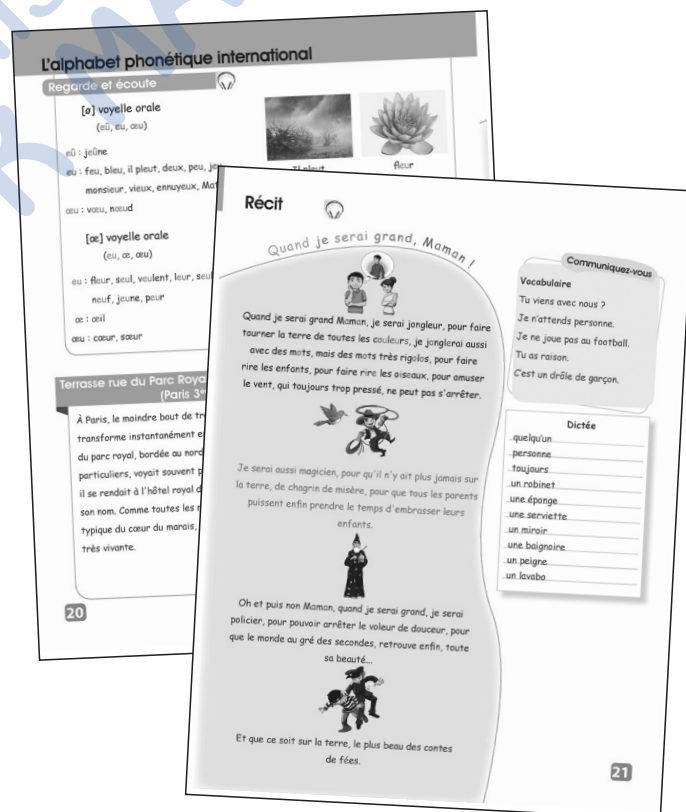 L'alphabet phonétique international
Regarde et écoute
[ø] voyelle orale
(eû, eu, œu)
eû : jeûne
eu : feu, bleu, il pleut, deux, peu, jeu
monsieur, vieux, ennuyeux,
œu : vœu, nœud
[œ] voyelle orale
(eu, œ, œu)
eu : fleur, seul, veulent, leur, seul
neuf, jeune, peur
œ : œil
œu : cœur, sœur
Il pleut
fleur
Terrasse rue du Parc Roya
(Paris 3
À Paris, le moindre bout de
transforme instantanément
du parc royal, bordée au nord
particuliers, voyait souvent
il se rendait à l'hôtel royal
son nom. Comme toutes les
typique du cœur du marais,
très vivante.
20
Récit
Quand je serai grand, Maman !
Quand je serai grand Maman, je serai jongleur, pour faire
tourner la terre de toutes les couleurs, je jonglerai aussi
avec des mots, mais des mots très rigolos, pour faire
rire les enfants, pour faire rire les oiseaux, pour amuser
le vent, qui toujours trop pressé, ne peut pas s'arrêter.
Je serai aussi magicien, pour qu'il n'y ait plus jamais sur
la terre, de chagrin de misère, pour que tous les parents
puissent enfin prendre le temps d'embrasser leurs
enfants.
Oh et puis non Maman, quand je serai grand, je serai
policier, pour pouvoir arrêter le voleur de douceur, pour
que le monde au gré des secondes, retrouve enfin, toute
sa beauté...
Et que ce soit sur la terre, le plus beau des contes
de fées.
Communiquez-vous
Vocabulaire
Tu viens avec nous ?
Je n'attends personne.
Je ne joue pas au football.
Tu as raison.
C'est un drôle de garçon.
Dictée
quelqu'un
personne
toujours
un robinet
une éponge
une serviette
un miroir
une baignoire
un peigne
un lavabo
21